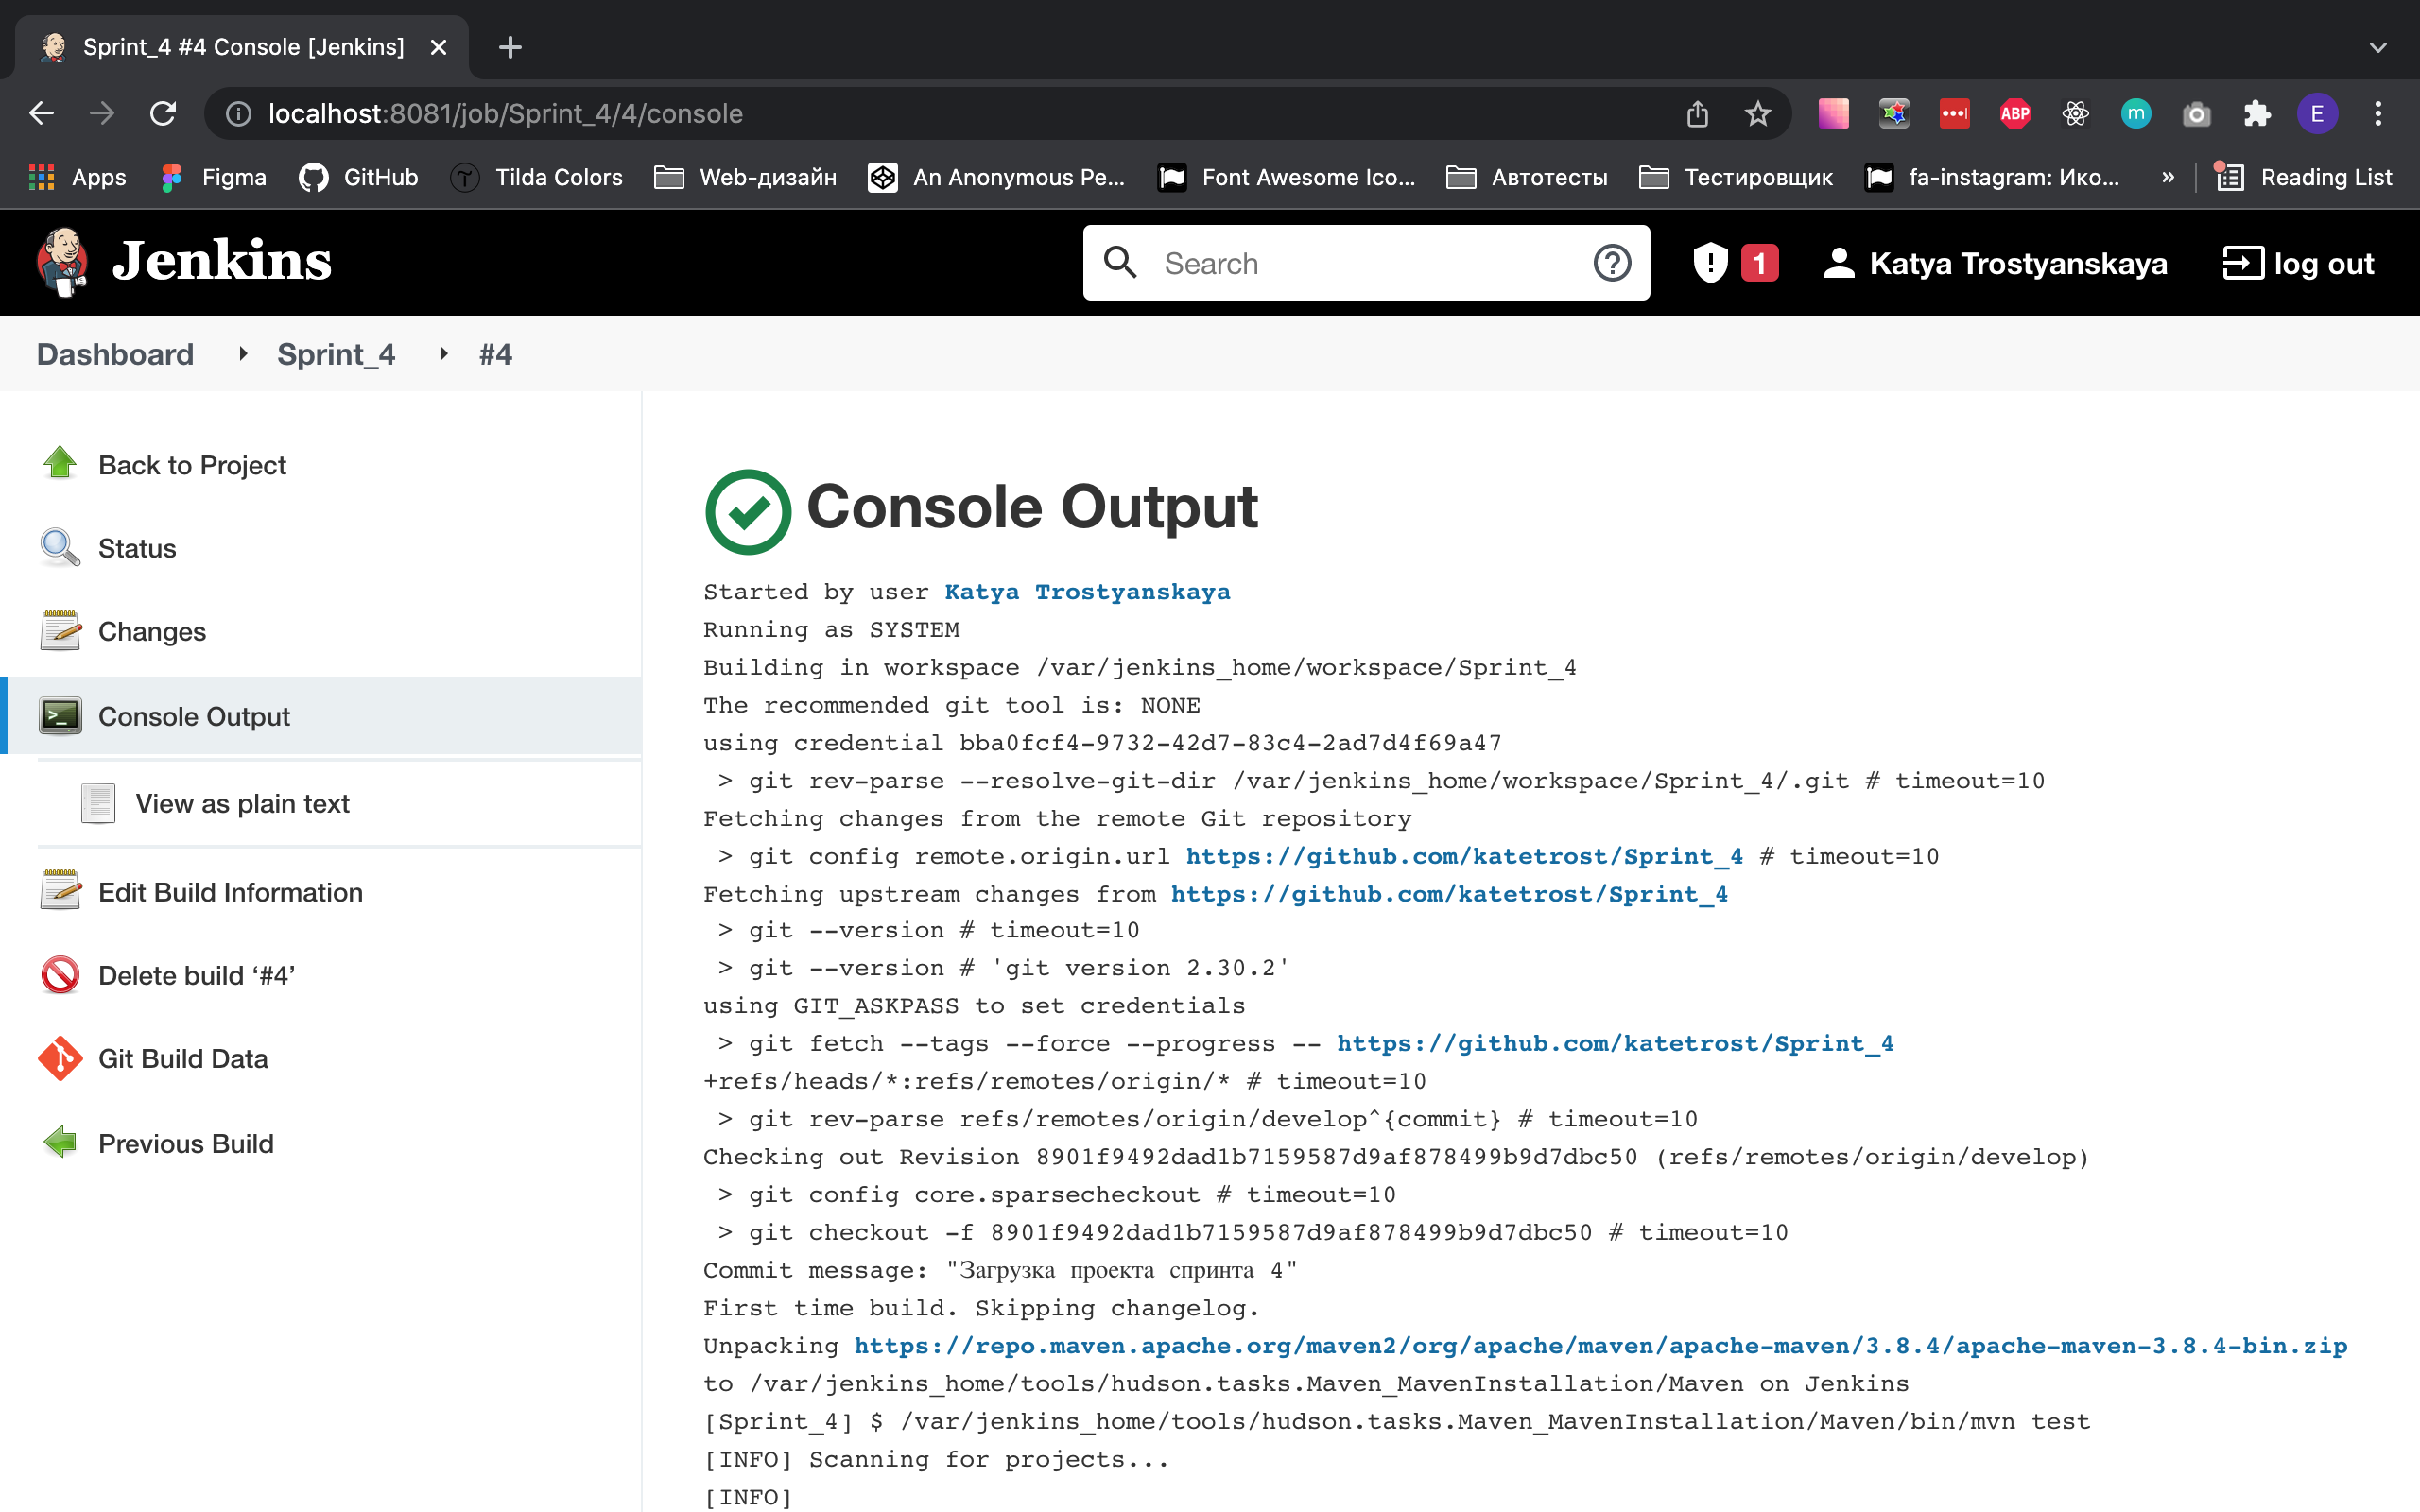 Sprint_4 #4 Console [Jenkins]
localhost:8081/job/Sprint_4/4/console
ABP
m
E
Apps
Figma
GitHub
Tilda Colors
Web-дизайн
An Anonymous Pe...
Font Awesome Ico...
Автотесты
Тестировщик
fa-instagram: Ико...
»
Reading List
Jenkins
Search
1
Katya Trostyanskaya
log out
Dashboard
Sprint_4
#4
Back to Project
Status
Changes
Console Output
View as plain text
Edit Build Information
Delete build ‘#4’
Git Build Data
Previous Build
Console Output
Started by user Katya Trostyanskaya
Running as SYSTEM
Building in workspace /var/jenkins_home/workspace/Sprint_4
The recommended git tool is: NONE
using credential bba0fcf4-9732-42d7-83c4-2ad7d4f69a47
> git rev-parse --resolve-git-dir /var/jenkins_home/workspace/Sprint_4/.git # timeout=10
Fetching changes from the remote Git repository
> git config remote.origin.url https://github.com/katetrost/Sprint_4 # timeout=10
Fetching upstream changes from https://github.com/katetrost/Sprint_4
> git --version # timeout=10
> git --version # 'git version 2.30.2'
using GIT_ASKPASS to set credentials
> git fetch --tags --force --progress -- https://github.com/katetrost/Sprint_4
+refs/heads/*:refs/remotes/origin/* # timeout=10
> git rev-parse refs/remotes/origin/develop^{commit} # timeout=10
Checking out Revision 8901f9492dad1b7159587d9af878499b9d7dbc50 (refs/remotes/origin/develop)
> git config core.sparsecheckout # timeout=10
> git checkout -f 8901f9492dad1b7159587d9af878499b9d7dbc50 # timeout=10
Commit message: "Загрузка проекта спринта 4"
First time build. Skipping changelog.
Unpacking https://repo.maven.apache.org/maven2/org/apache/maven/apache-maven/3.8.4/apache-maven-3.8.4-bin.zip
to /var/jenkins_home/tools/hudson.tasks.Maven_MavenInstallation/Maven on Jenkins
[Sprint_4] $ /var/jenkins_home/tools/hudson.tasks.Maven_MavenInstallation/Maven/bin/mvn test
[INFO] Scanning for projects...
[INFO]